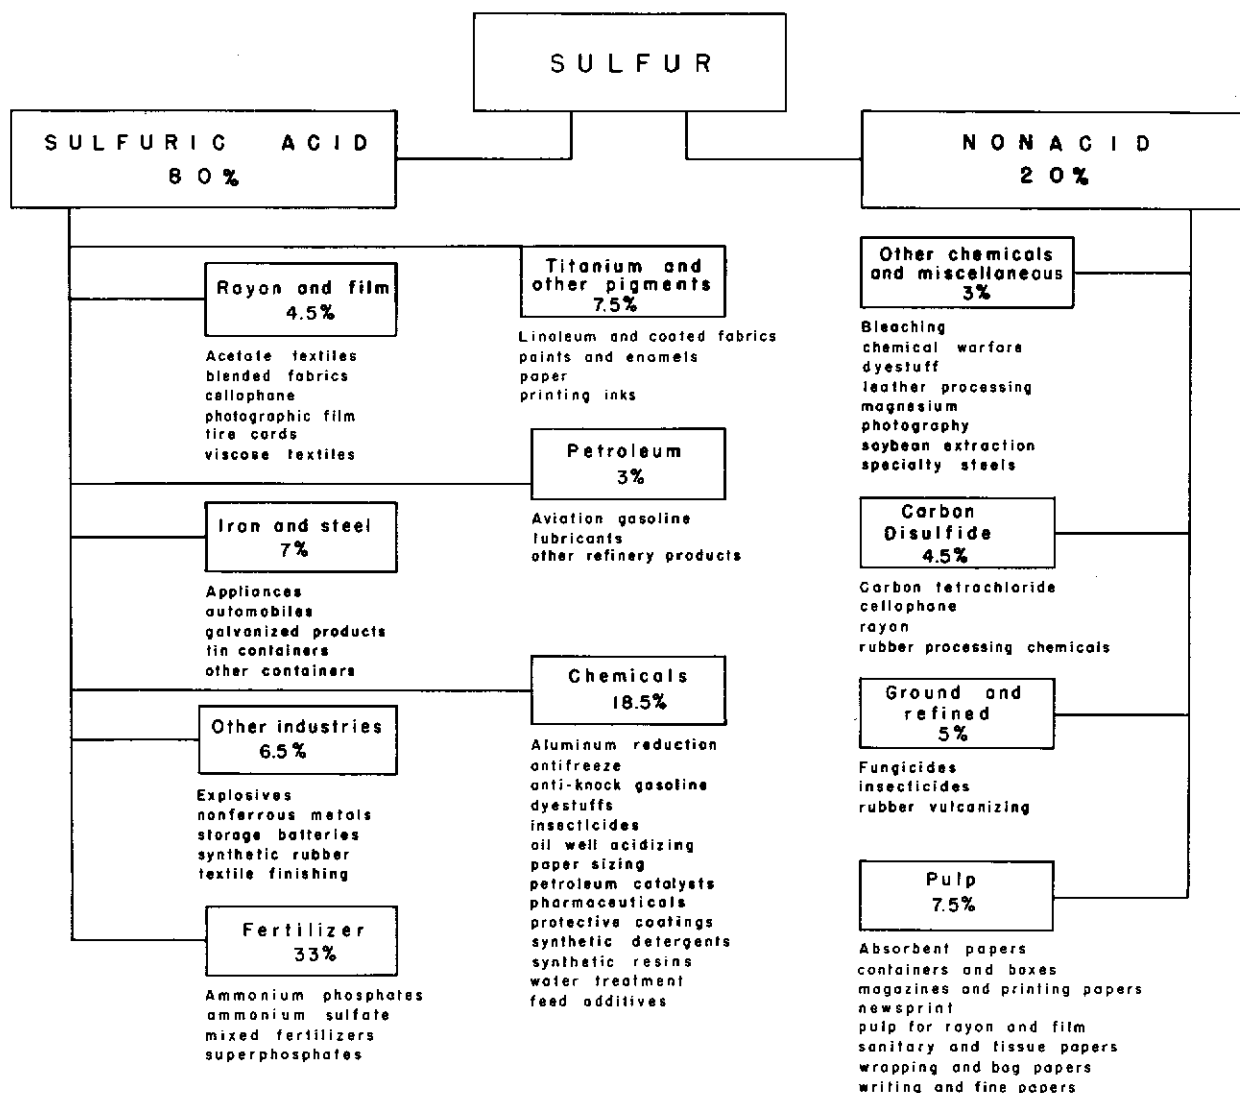 SULFUR
SULFURIC ACID
80%
NONACID
20%
Rayon and film
4.5%
Acetate textiles
blended fabrics
cellophane
photographic film
tire cords
viscose textiles
Titanium and
other pigments
7.5%
Linoleum and coated fabrics
paints and enamels
paper
printing inks
Petroleum
3%
Aviation gasoline
lubricants
other refinery products
Iron and steel
7%
Appliances
automobiles
galvanized products
tin containers
other containers
Chemicals
18.5%
Aluminum reduction
antifreeze
anti-knock gasoline
dyestuffs
insecticides
oil well acidizing
paper sizing
petroleum catalysts
pharmaceuticals
protective coatings
synthetic detergents
synthetic resins
water treatment
feed additives
Other industries
6.5%
Explosives
nonferrous metals
storage batteries
synthetic rubber
textile finishing
Fertilizer
33%
Ammonium phosphates
ammonium sulfate
mixed fertilizers
superphosphates
Other chemicals
and miscellaneous
3%
Bleaching
chemical warfare
dyestuff
leather processing
magnesium
photography
soybean extraction
specialty steels
Carbon
Disulfide
4.5%
Carbon tetrachloride
cellophane
rayon
rubber processing chemicals
Ground and
refined
5%
Fungicides
insecticides
rubber vulcanizing
Pulp
7.5%
Absorbent papers
containers and boxes
magazines and printing papers
newsprint
pulp for rayon and film
sanitary and tissue papers
wrapping and bag papers
writing and fine papers